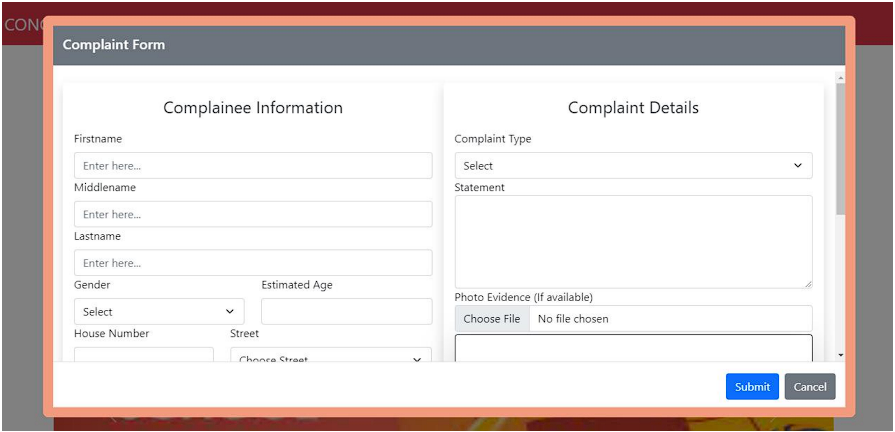 CONC
Complaint Form
Complainee Information
Firstname
Enter here...
Middlename
Enter here...
Lastname
Enter here...
Gender
Estimated Age
Select
House Number
Street
Choose Street
Complaint Details
Complaint Type
Select
Statement
Photo Evidence (If available)
Choose File
No file chosen
Submit
Cancel